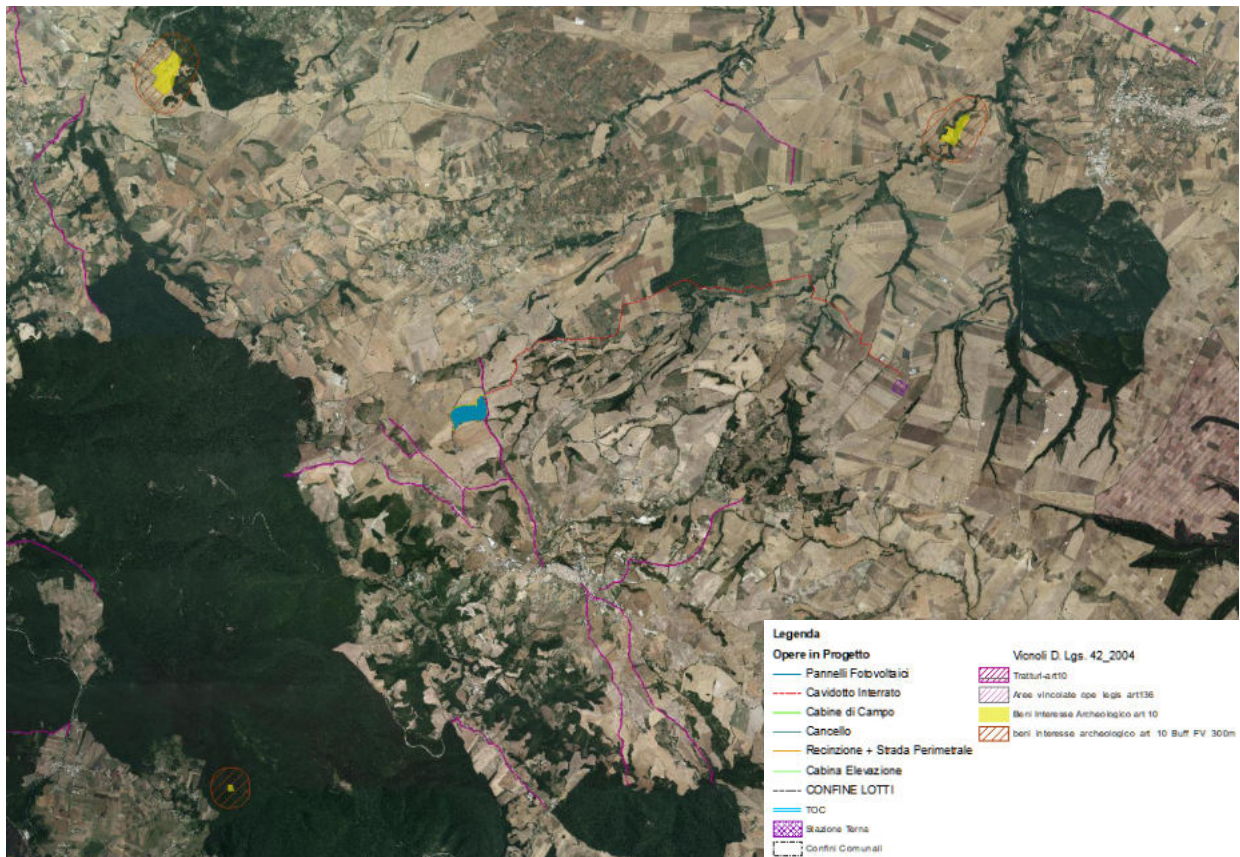 Legenda
Opere in Progetto
Pannelli Fotovoltaici
Cavidotto Interrato
Cabine di Campo
Cancello
Recinzione + Strada Perimetrale
Cabina Elevazione
CONFINE LOTTI
TOC
Stazione Terna
Confini Comunali
Vicnoli D. Lgs. 42_2004
Tratturi-art10
Aree vincolate ope legis art136
Beni Interesse Archeologico art 10
beni interesse archeologico art 10 Buff FV 300m